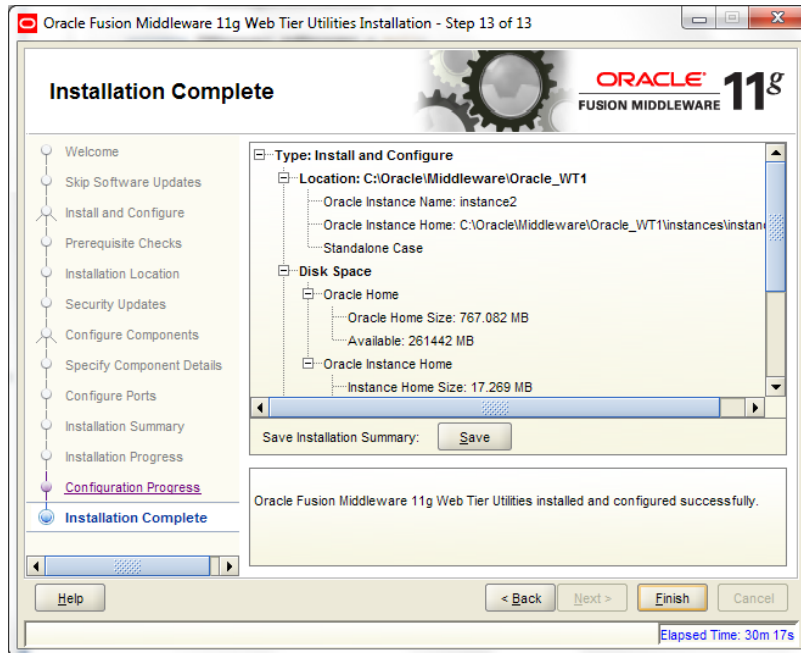 Oracle Fusion Middleware 11g Web Tier Utilities Installation - Step 13 of 13
Installation Complete
ORACLE
FUSION MIDDLEWARE 11g
Welcome
Skip Software Updates
Install and Configure
Prerequisite Checks
Installation Location
Security Updates
Configure Components
Specify Component Details
Configure Ports
Installation Summary
Installation Progress
Configuration Progress
Installation Complete
Type: Install and Configure
Location: C:\Oracle\Middleware\Oracle_WT1
Oracle Instance Name: instance2
Oracle Instance Home: C:\Oracle\Middleware\Oracle_WT1\instances\instan
Standalone Case
Disk Space
Oracle Home
Oracle Home Size: 767.082 MB
Available: 261442 MB
Oracle Instance Home
Instance Home Size: 17.269 MB
Save Installation Summary: Save
Oracle Fusion Middleware 11g Web Tier Utilities installed and configured successfully.
Help < Back Next > Finish Cancel
Elapsed Time: 30m 17s